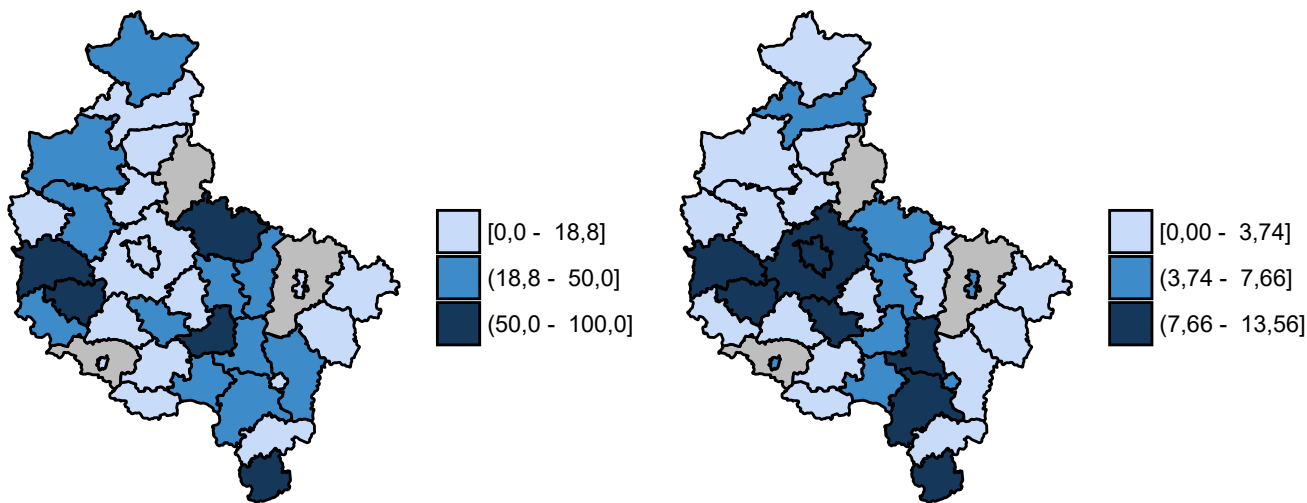 [0,0 - 18,8]
(18,8 - 50,0]
(50,0 - 100,0]
[0,00 - 3,74]
(3,74 - 7,66]
(7,66 - 13,56]